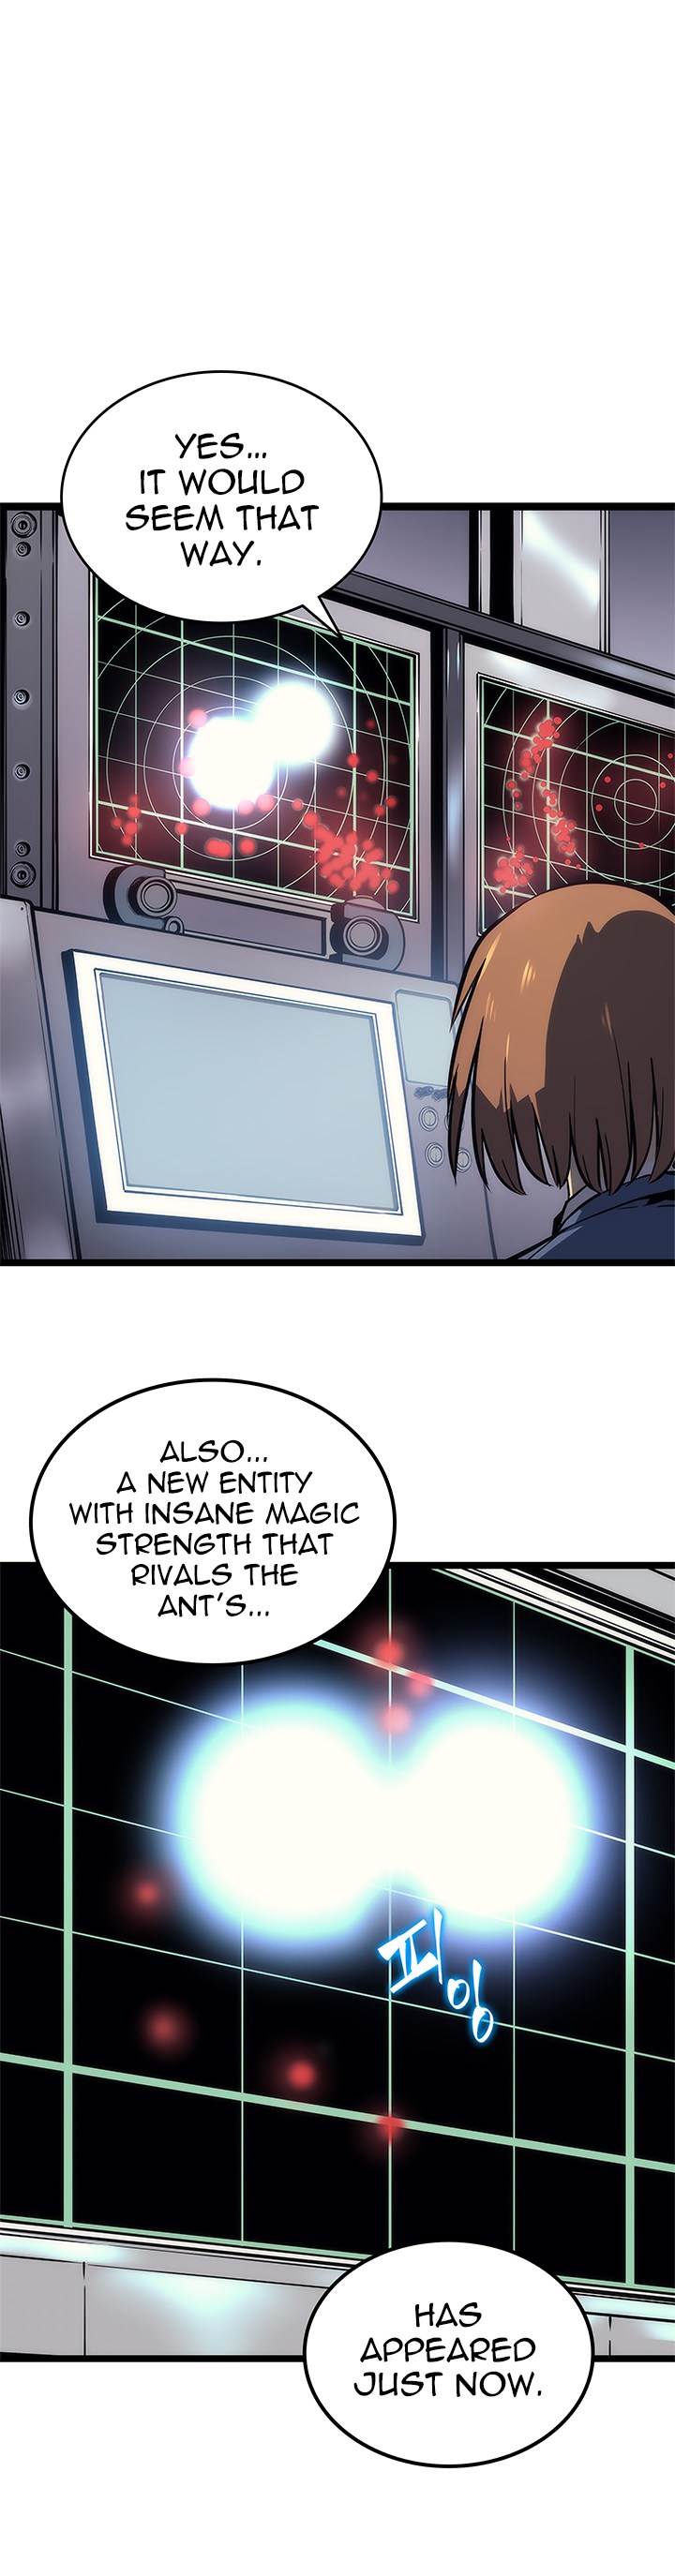 YES...
IT WOULD
SEEM THAT
WAY.
ALSO...
A NEW ENTITY
WITH INSANE MAGIC
STRENGTH THAT
RIVALS THE
ANT'S...
피잉
HAS
APPEARED
JUST NOW.